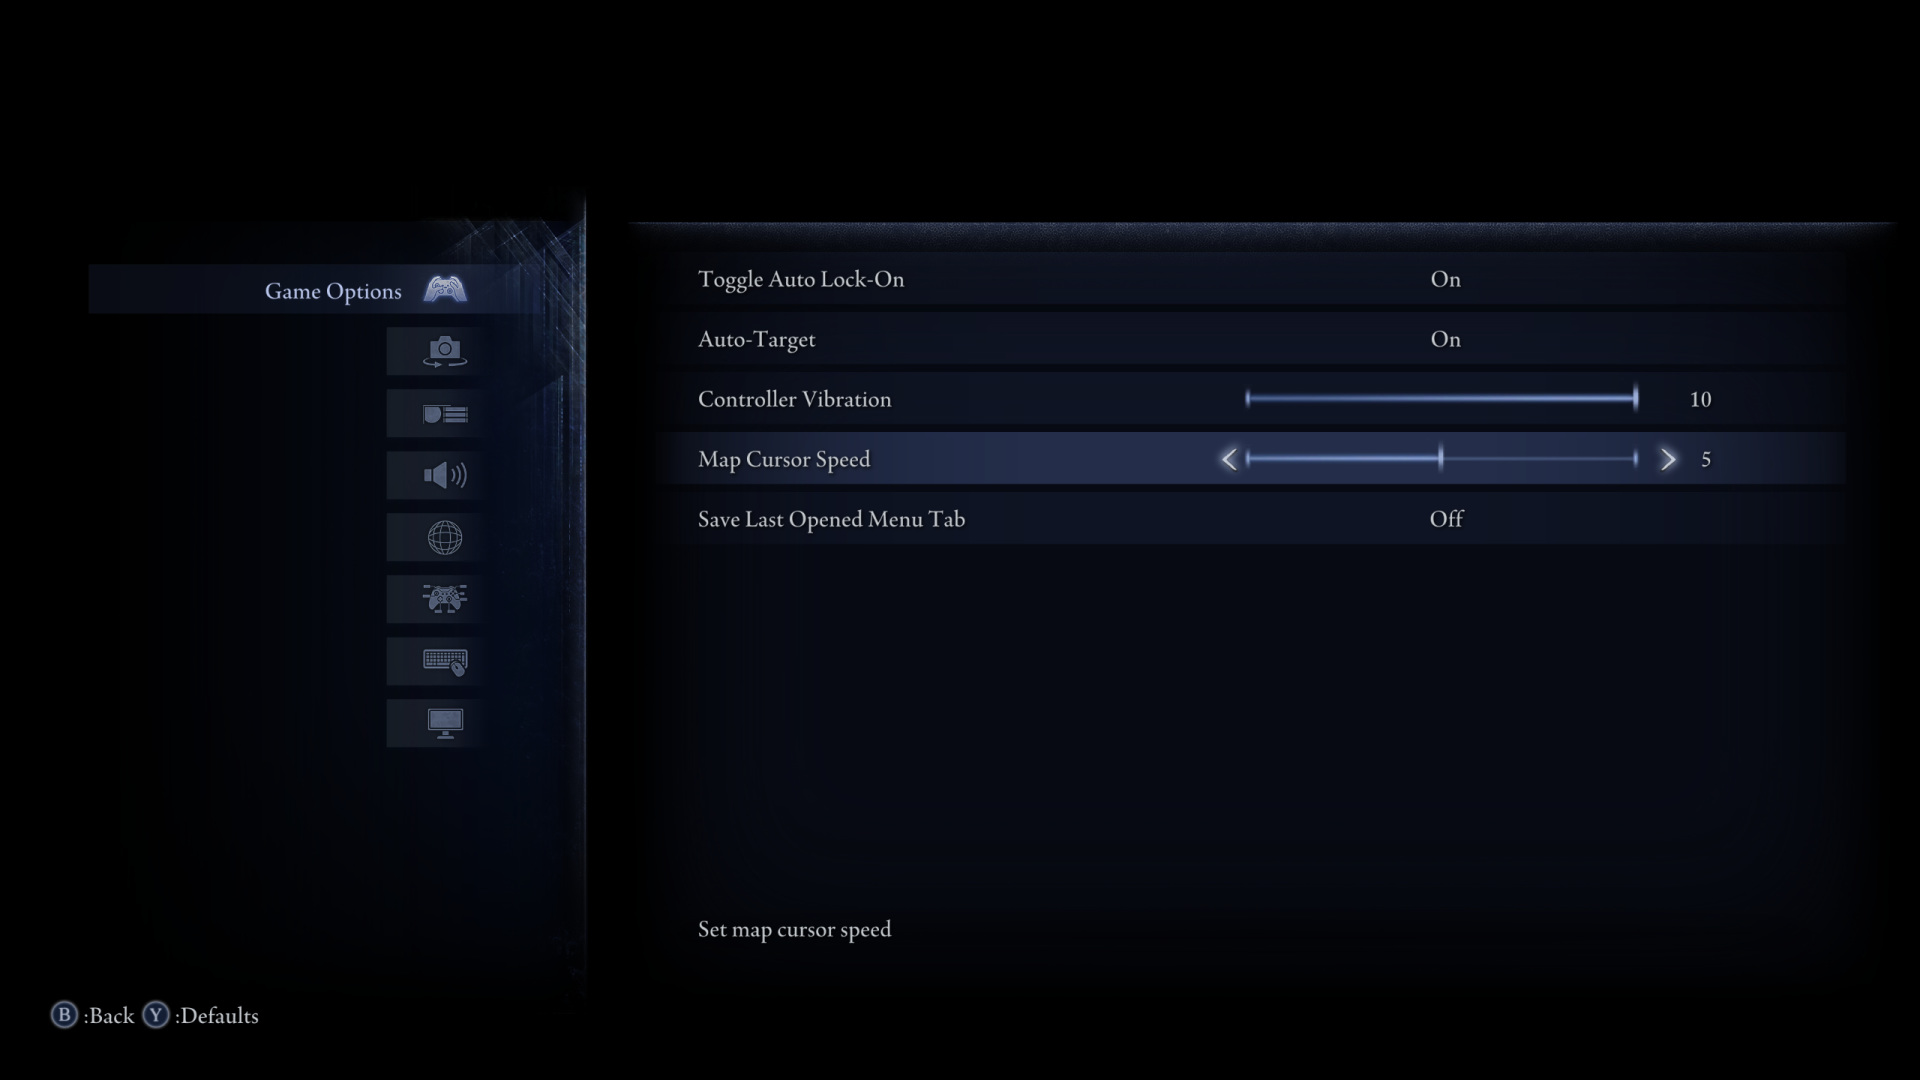 Game Options
Toggle Auto Lock-On On
Auto-Target On
Controller Vibration 10
Map Cursor Speed 5
Save Last Opened Menu Tab Off
Set map cursor speed
B :Back Y :Defaults